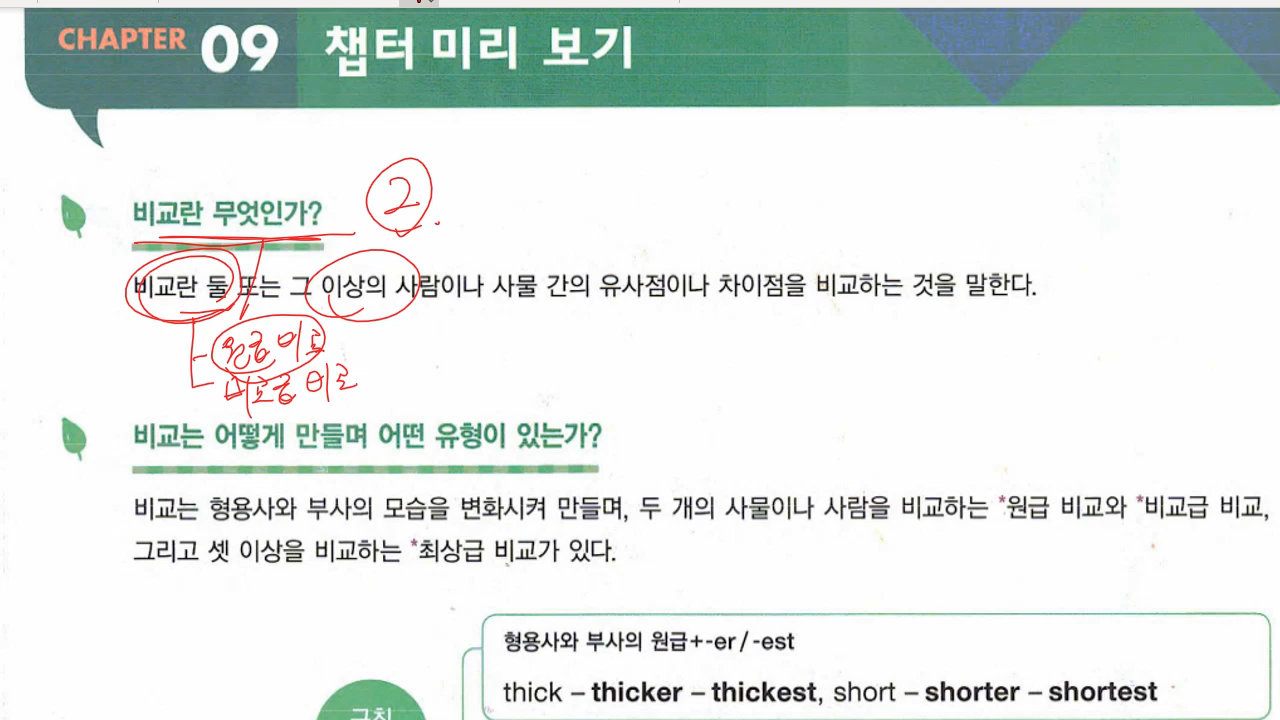 CHAPTER 09 챕터 미리 보기
비교란 무엇인가?
2
비교란 둘 또는 그 이상의 사람이나 사물 간의 유사점이나 차이점을 비교하는 것을 말한다.
원급 비교
비교급 비교
비교는 어떻게 만들며 어떤 유형이 있는가?
비교는 형용사와 부사의 모습을 변화시켜 만들며, 두 개의 사물이나 사람을 비교하는 *원급 비교와 *비교급 비교,
그리고 셋 이상을 비교하는 *최상급 비교가 있다.
형용사와 부사의 원급+-er / -est
thick – thicker – thickest, short – shorter – shortest